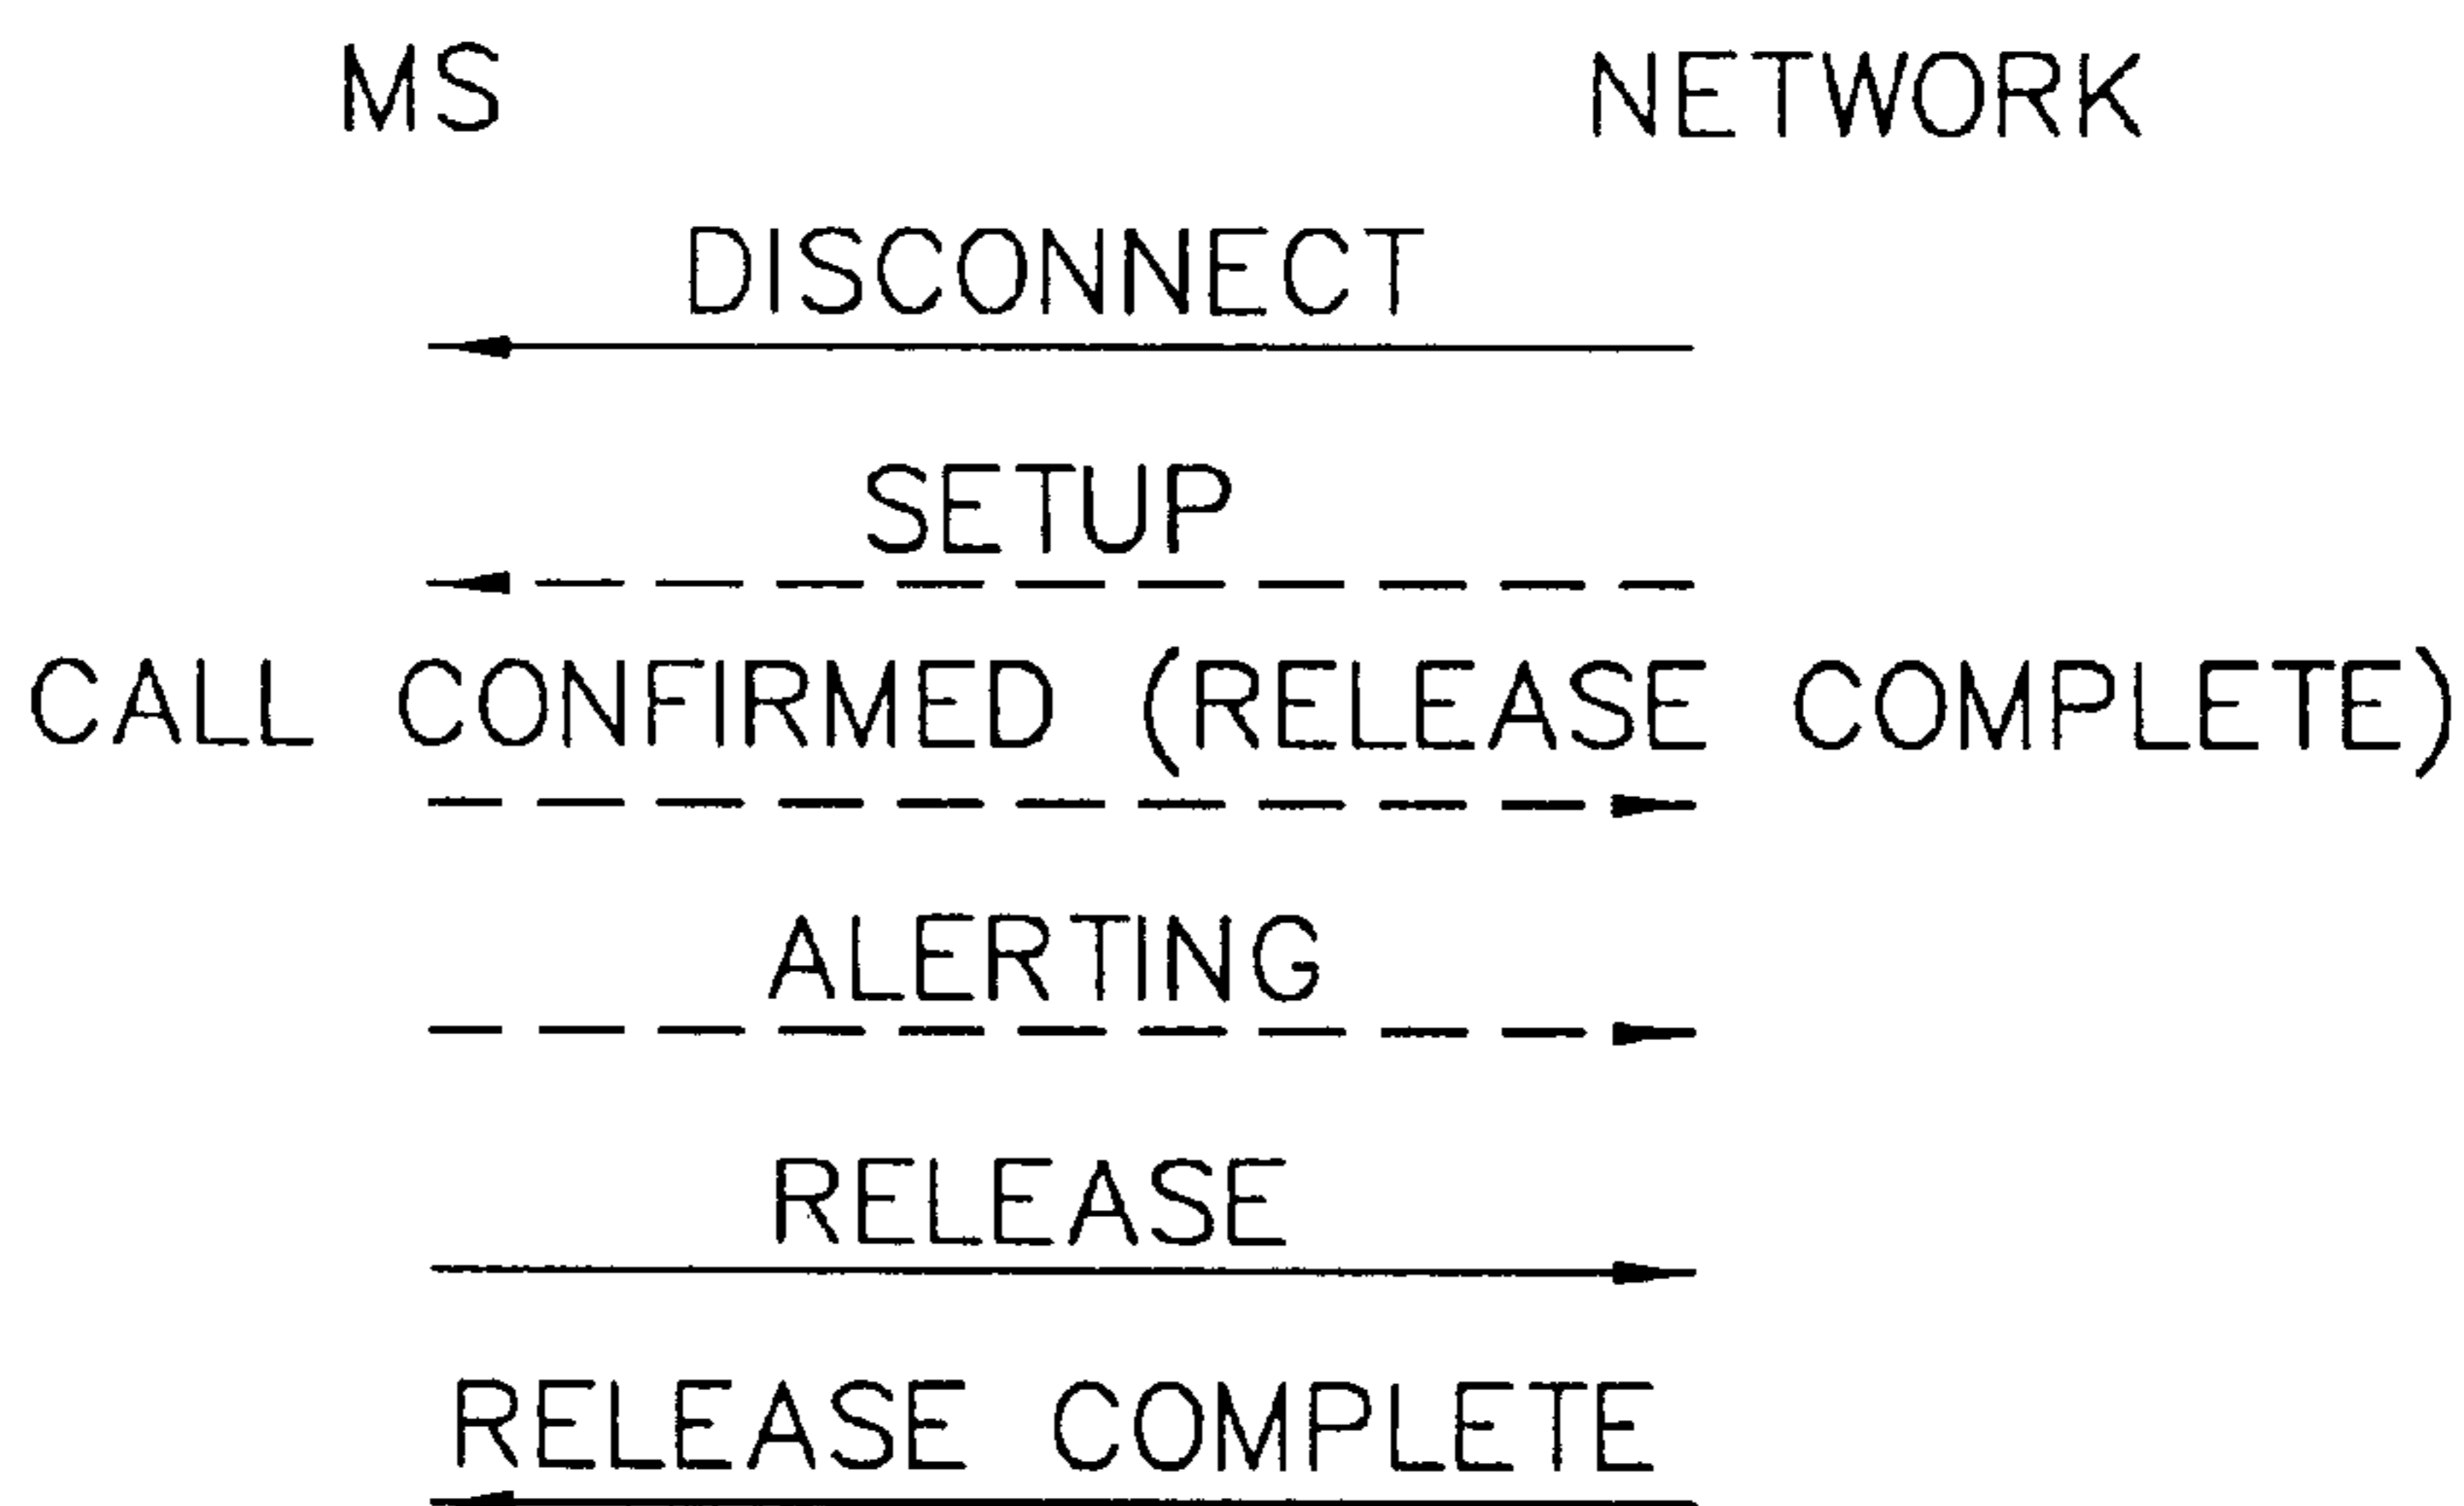 MS NETWORK
DISCONNECT
SETUP
CALL CONFIRMED (RELEASE COMPLETE)
ALERTING
RELEASE
RELEASE COMPLETE